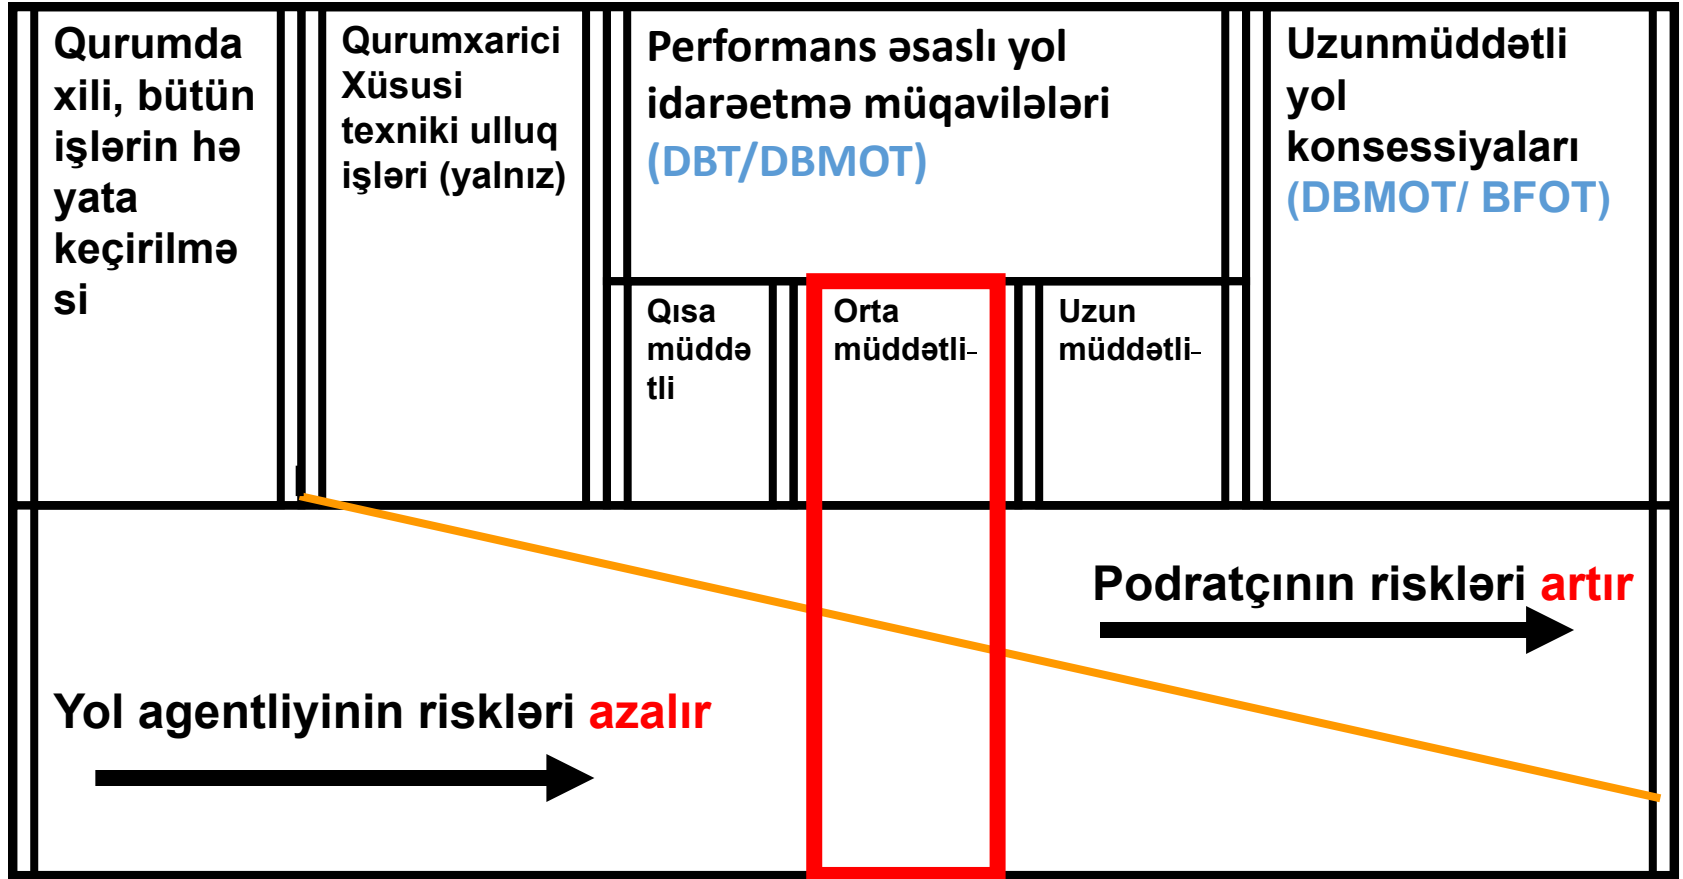 Qurumda
xili, bütün
işlərin hə
yata
keçirilmə
si
Qurumxarici
Xüsusi
texniki ulluq
işləri (yalnız)
Performans əsaslı yol
idarəetmə müqavilələri
(DBT/DBMOT)
Uzunmüddətli
yol
konsessiyaları
(DBMOT/ BFOT)
Qısa
müddə
tli
Orta
müddətli-
Uzun
müddətli-
Podratçının riskləri artır
Yol agentliyinin riskləri azalır